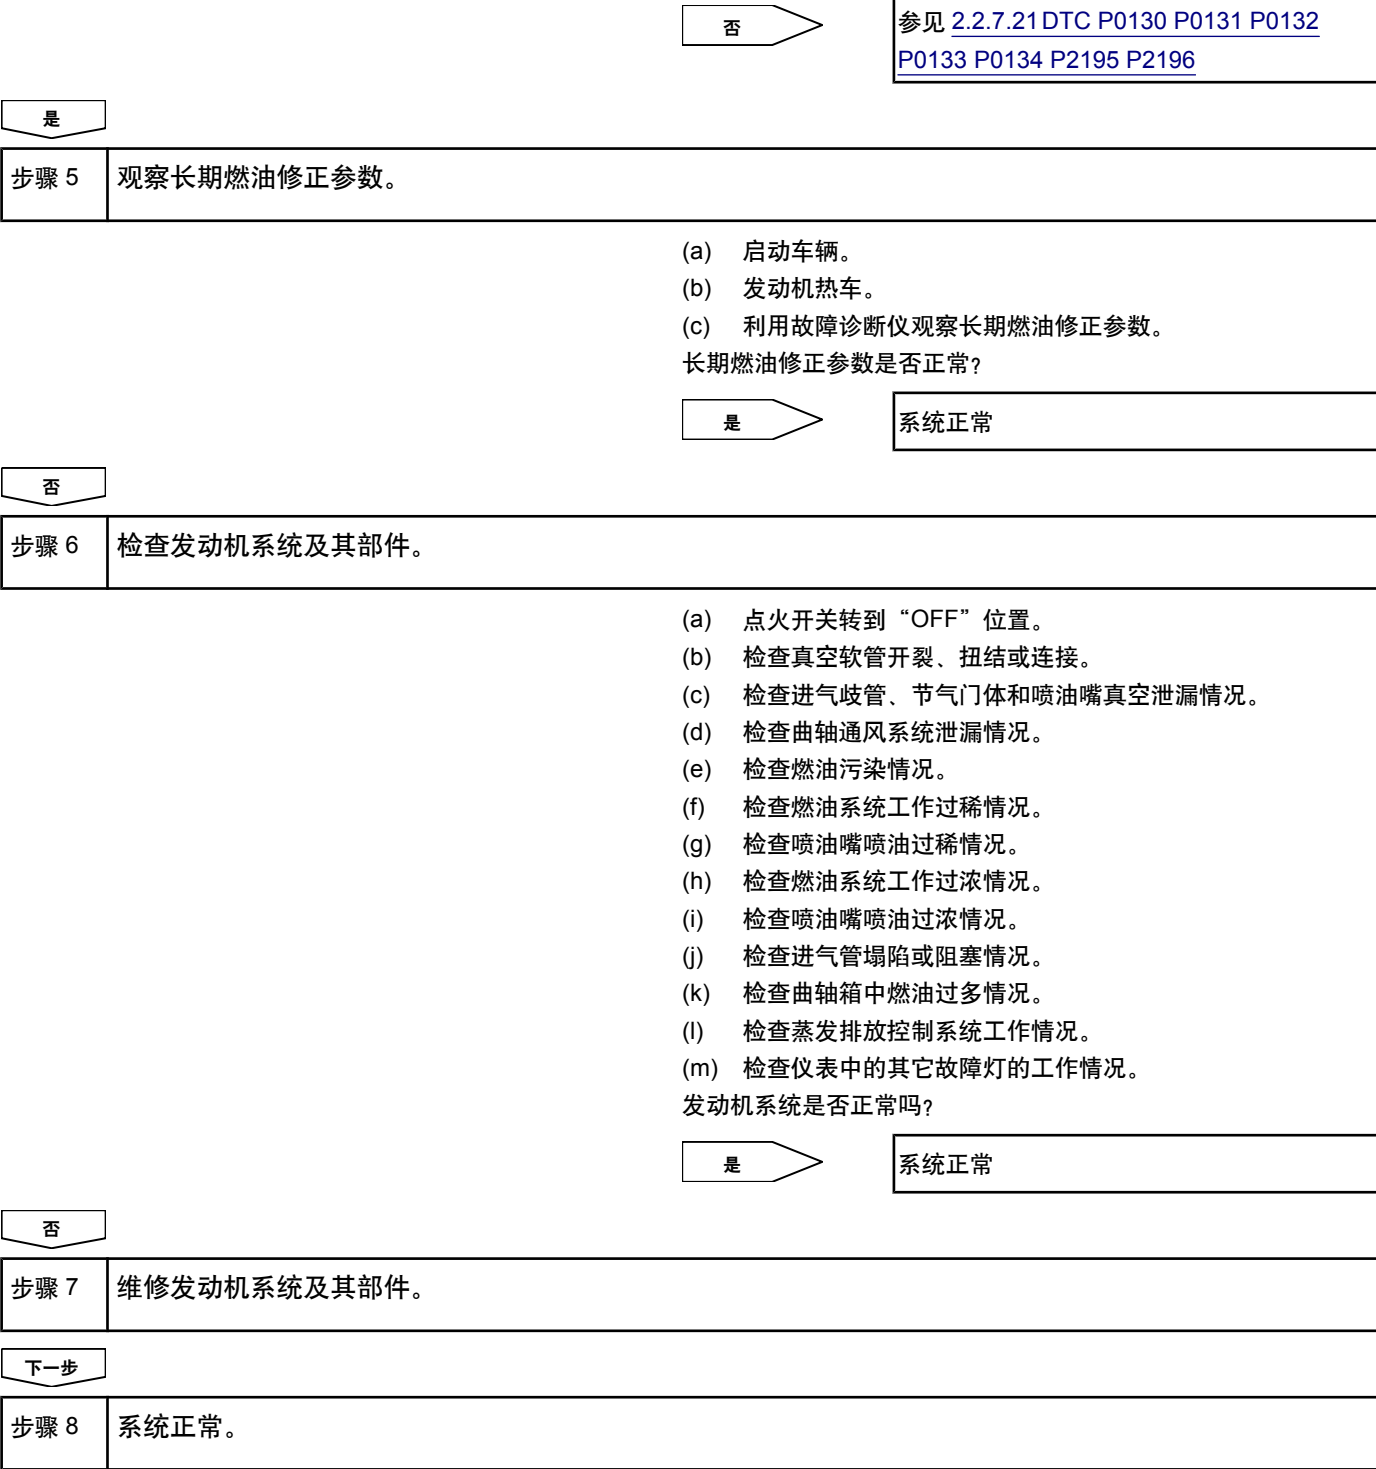 否
参见 2.2.7.21 DTC P0130 P0131 P0132
P0133 P0134 P2195 P2196
是
步骤 5 观察长期燃油修正参数。
(a) 启动车辆。
(b) 发动机热车。
(c) 利用故障诊断仪观察长期燃油修正参数。
长期燃油修正参数是否正常?
是
系统正常
否
步骤 6 检查发动机系统及其部件。
(a) 点火开关转到“OFF”位置。
(b) 检查真空软管开裂、扭结或连接。
(c) 检查进气歧管、节气门体和喷油嘴真空泄漏情况。
(d) 检查曲轴通风系统泄漏情况。
(e) 检查燃油污染情况。
(f) 检查燃油系统工作过稀情况。
(g) 检查喷油嘴喷油过稀情况。
(h) 检查燃油系统工作过浓情况。
(i) 检查喷油嘴喷油过浓情况。
(j) 检查进气管塌陷或阻塞情况。
(k) 检查曲轴箱中燃油过多情况。
(l) 检查蒸发排放控制系统工作情况。
(m) 检查仪表中的其它故障灯的工作情况。
发动机系统是否正常吗?
是
系统正常
否
步骤 7 维修发动机系统及其部件。
下一步
步骤 8 系统正常。